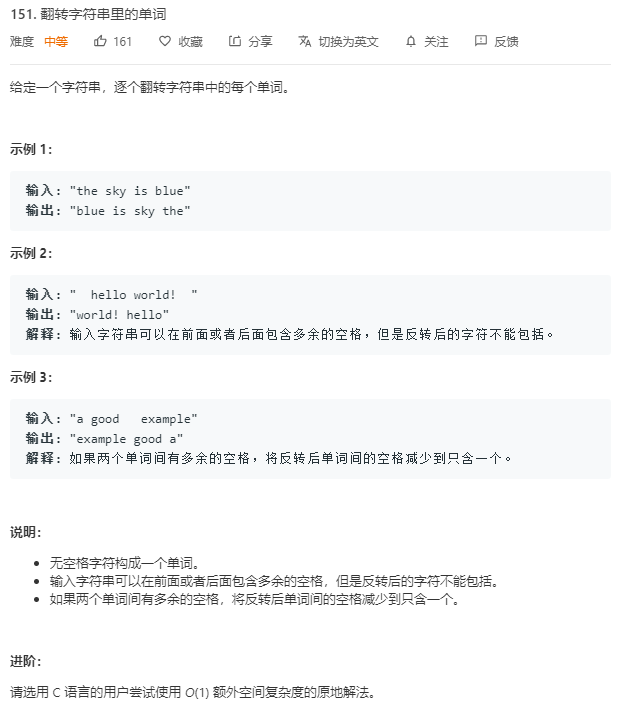 151. 翻转字符串里的单词
难度 中等 161 收藏 分享 切换为英文 关注 反馈
给定一个字符串，逐个翻转字符串中的每个单词。
示例 1：
输入: "the sky is blue"
输出: "blue is sky the"
示例 2：
输入: "  hello world!  "
输出: "world! hello"
解释: 输入字符串可以在前面或者后面包含多余的空格，但是反转后的字符不能包括。
示例 3：
输入: "a good   example"
输出: "example good a"
解释: 如果两个单词间有多余的空格，将反转后单词间的空格减少到只含一个。
说明：
• 无空格字符构成一个单词。
• 输入字符串可以在前面或者后面包含多余的空格，但是反转后的字符不能包括。
• 如果两个单词间有多余的空格，将反转后单词间的空格减少到只含一个。
进阶：
请选用 C 语言的用户尝试使用 O(1) 额外空间复杂度的原地解法。